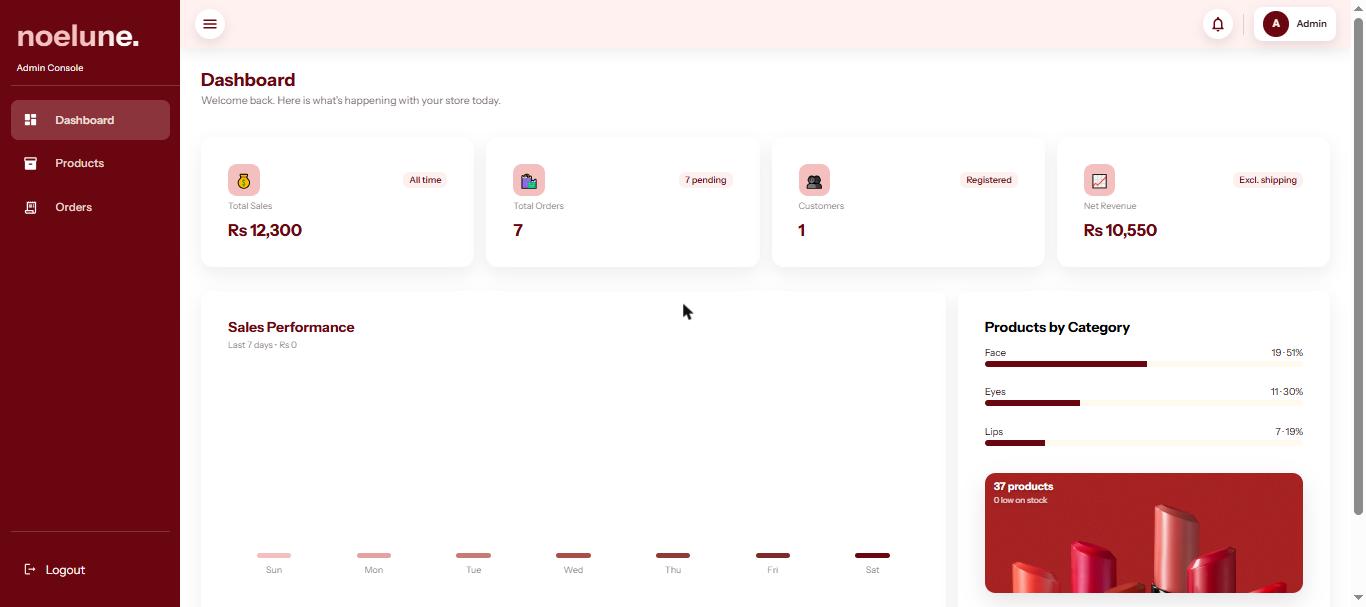 noelune.
Admin Console
Dashboard
Products
Orders
Logout
A Admin
Dashboard
Welcome back. Here is what's happening with your store today.
All time
Total Sales
Rs 12,300
7 pending
Total Orders
7
Registered
Customers
1
Excl. shipping
Net Revenue
Rs 10,550
Sales Performance
Last 7 days • Rs 0
Sun Mon Tue Wed Thu Fri Sat
Products by Category
Face 19 · 51%
Eyes 11 · 30%
Lips 7 · 19%
37 products
0 low on stock